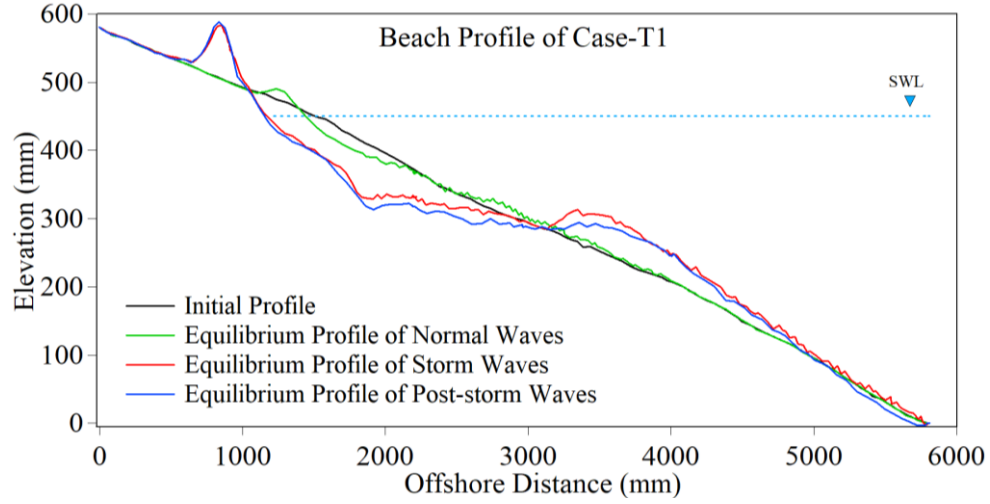 Beach Profile of Case-T1
SWL
Elevation (mm)
600
500
400
300
200
100
0
Initial Profile
Equilibrium Profile of Normal Waves
Equilibrium Profile of Storm Waves
Equilibrium Profile of Post-storm Waves
0 1000 2000 3000 4000 5000 6000
Offshore Distance (mm)